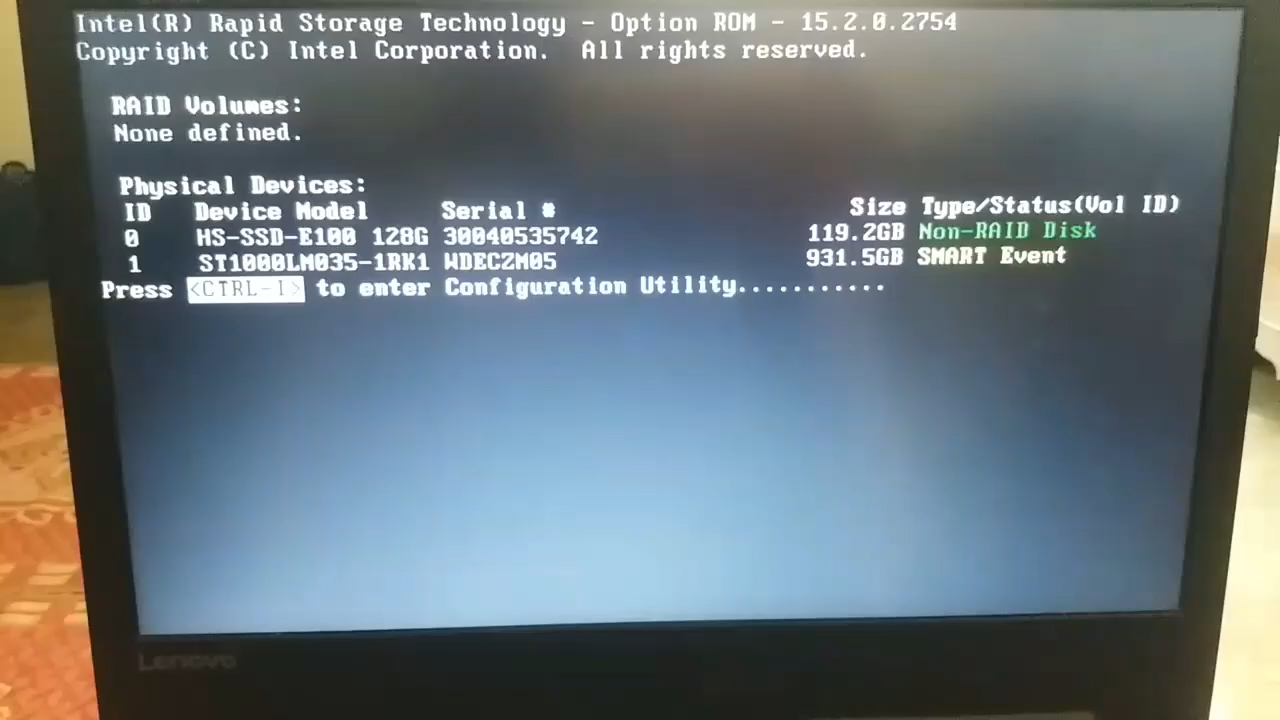 Intel(R) Rapid Storage Technology - Option ROM - 15.2.0.2754
Copyright (C) Intel Corporation. All rights reserved.
RAID Volumes:
None defined.
Physical Devices:
ID Device Model Serial # Size Type/Status(Vol ID)
0 HS-SSD-E100 128G 30040535742 119.2GB Non-RAID Disk
1 ST1000LM035-1RK1 WDECZM05 931.5GB SMART Event
Press <CTRL-I> to enter Configuration Utility...........
Lenovo